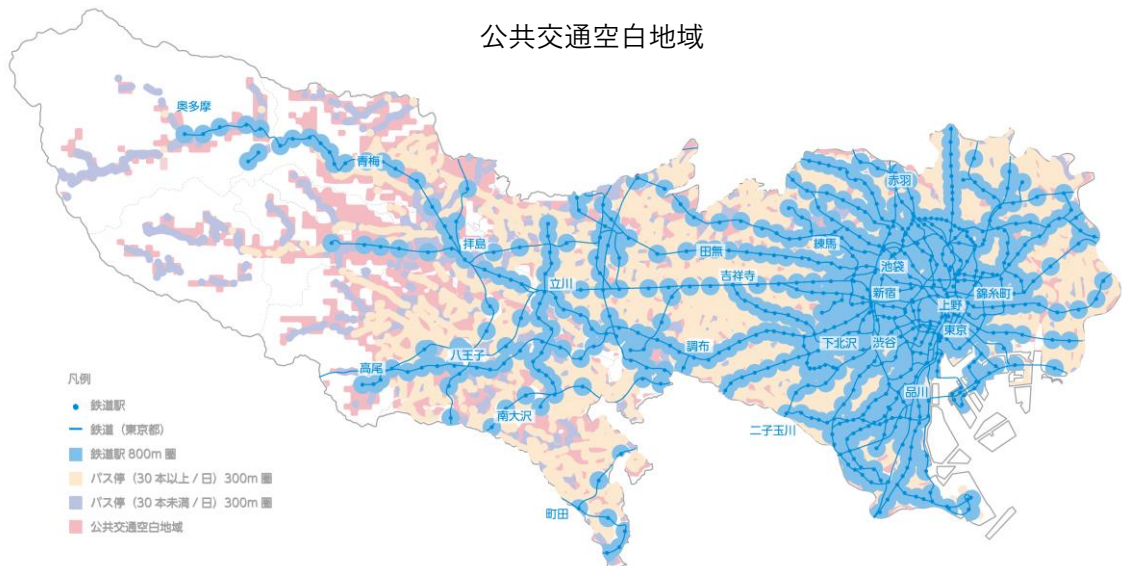 公共交通空白地域
奥多摩
青梅
赤羽
拝島
田無
練馬
池袋
吉祥寺
立川
新宿
上野
錦糸町
東京
調布
下北沢
渋谷
八王子
高尾
品川
南大沢
二子玉川
町田
凡例
鉄道駅
鉄道（東京都）
鉄道駅 800m 圏
バス停（30 本以上 / 日）300m 圏
バス停（30 本未満 / 日）300m 圏
公共交通空白地域